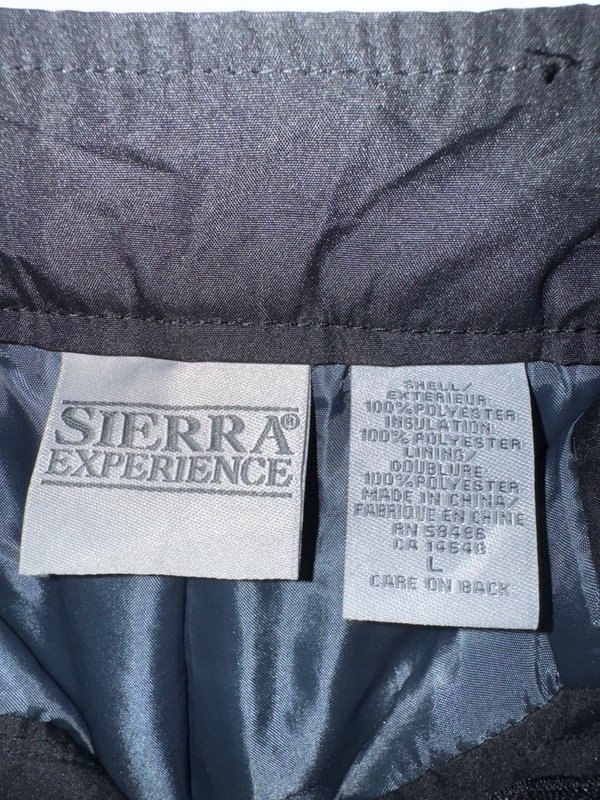 SIERRA®
EXPERIENCE
SHELL/
EXTERIEUR
100% POLYESTER
INSULATION
100% POLYESTER
LINING/
DOUBLURE
100% POLYESTER
MADE IN CHINA/
FABRIQUE EN CHINE
RN 58486
CA 14648
L
CARE ON BACK